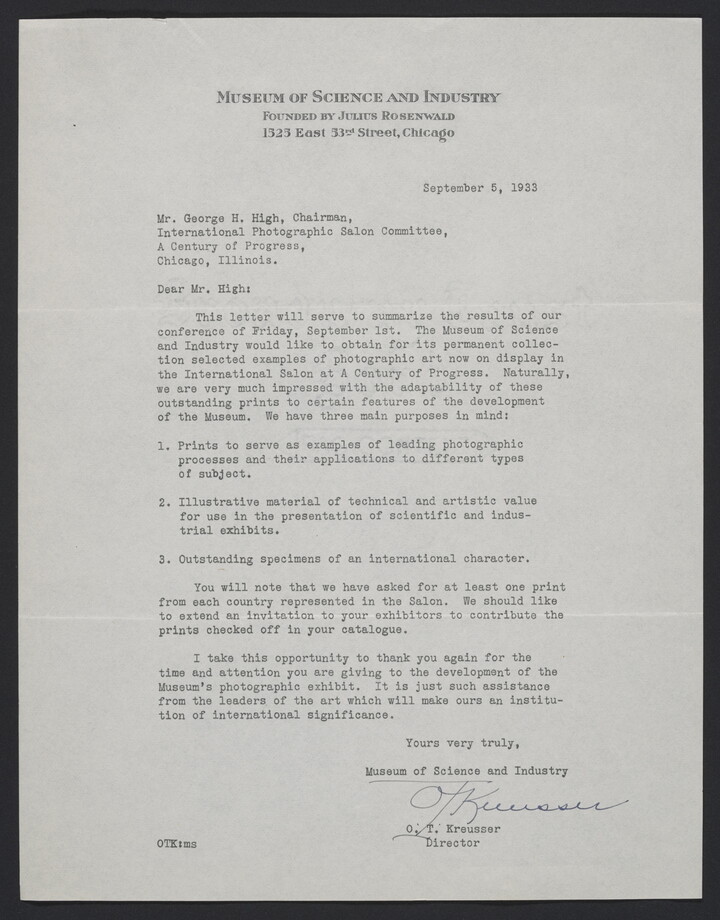 MUSEUM OF SCIENCE AND INDUSTRY
FOUNDED BY JULIUS ROSENWALD
1525 East 53rd Street, Chicago
September 5, 1933
Mr. George H. High, Chairman,
International Photographic Salon Committee,
A Century of Progress,
Chicago, Illinois.
Dear Mr. High:
This letter will serve to summarize the results of our
conference of Friday, September 1st. The Museum of Science
and Industry would like to obtain for its permanent collec-
tion selected examples of photographic art now on display in
the International Salon at A Century of Progress. Naturally,
we are very much impressed with the adaptability of these
outstanding prints to certain features of the development
of the Museum. We have three main purposes in mind:
1. Prints to serve as examples of leading photographic
processes and their applications to different types
of subject.
2. Illustrative material of technical and artistic value
for use in the presentation of scientific and indus-
trial exhibits.
3. Outstanding specimens of an international character.
You will note that we have asked for at least one print
from each country represented in the Salon. We should like
to extend an invitation to your exhibitors to contribute the
prints checked off in your catalogue.
I take this opportunity to thank you again for the
time and attention you are giving to the development of the
Museum's photographic exhibit. It is just such assistance
from the leaders of the art which will make ours an institu-
tion of international significance.
Yours very truly,
Museum of Science and Industry
OTKreusser
O. T. Kreusser
Director
OTK:ms